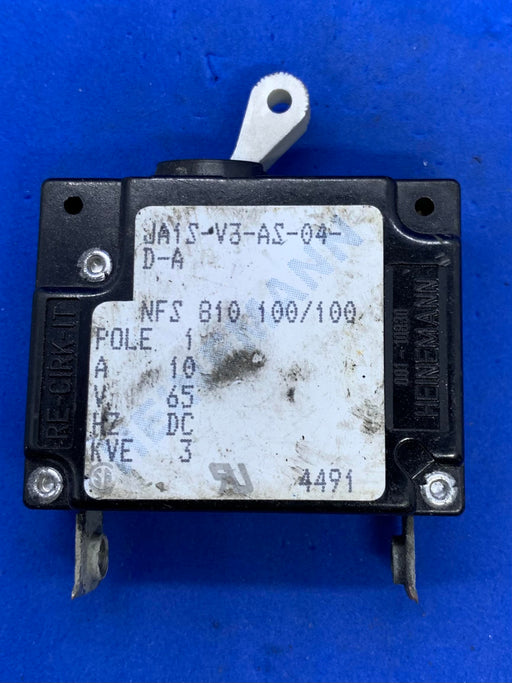 JA1S-V3-AS-04-
D-A
NFS 810 100/100
POLE 1
A 10
V 65
HZ DC
KVE 3
4491
RE-CIRK-IT
HEINEMANN
HEINEMANN